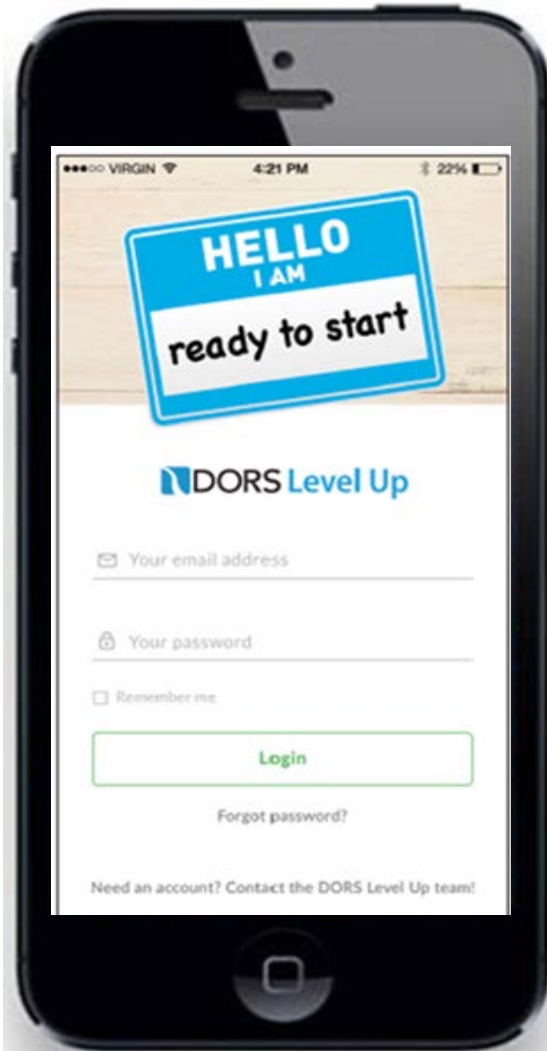 VIRGIN 4:21 PM 22%
HELLO
I AM
ready to start
DORS Level Up
Your email address
Your password
Remember me
Login
Forgot password?
Need an account? Contact the DORS Level Up team!